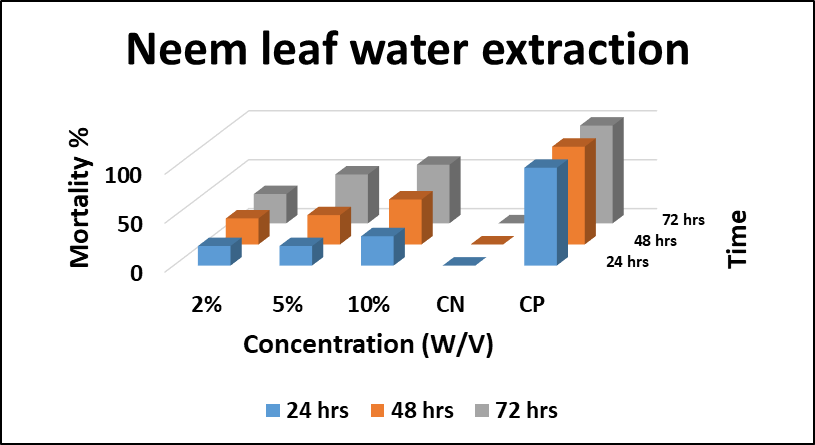 Neem leaf water extraction
Mortality %
100
50
0
72 hrs
48 hrs
24 hrs
Time
2% 5% 10% CN CP
Concentration (W/V)
24 hrs 48 hrs 72 hrs